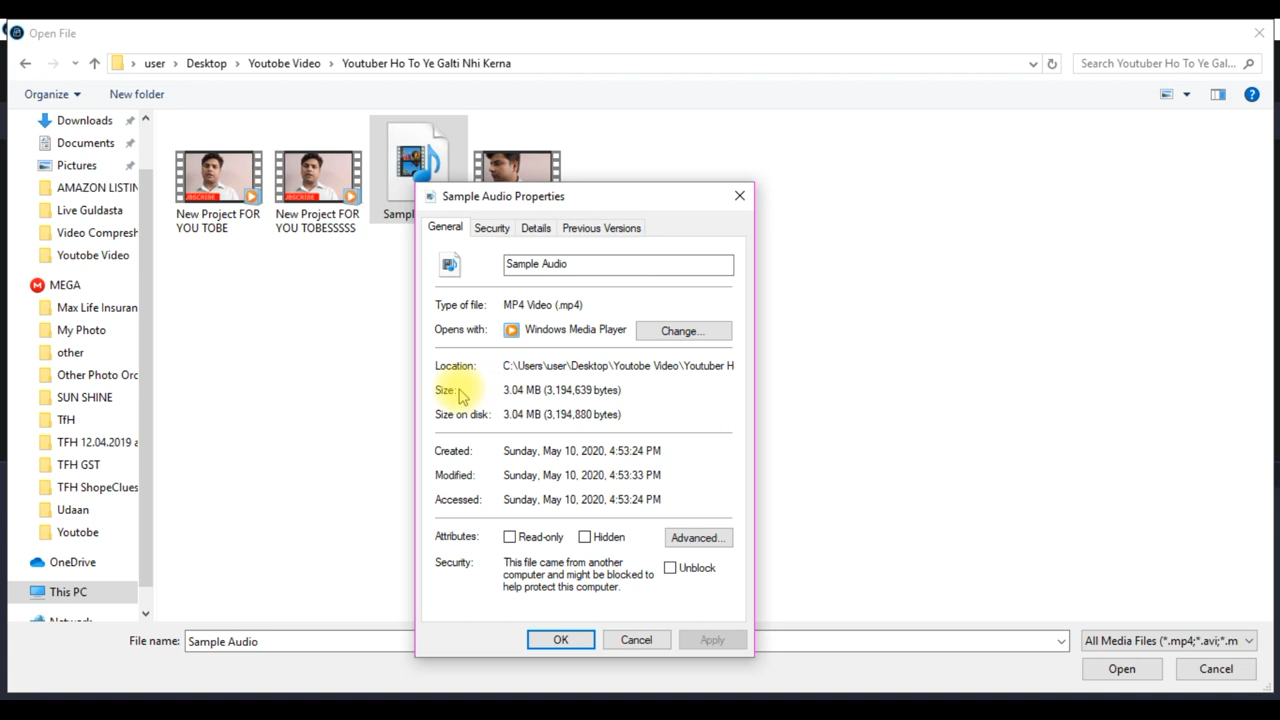 Open File
user
Desktop
Youtobe Video
Youtuber Ho To Ye Galti Nhi Kerna
Search Youtuber Ho To Ye Galt...
Organize
New folder
Downloads
Documents
Pictures
AMAZON LISTIN
Live Guldasta
Video Compresh
Youtobe Video
MEGA
Max Life Insuran
My Photo
other
Other Photo Orc
SUN SHINE
TfH
TFH 12.04.2019 a
TFH GST
TFH ShopeClues
Udaan
Youtobe
OneDrive
This PC
Network
New Project FOR
YOU TOBE
New Project FOR
YOU TOBESSSSS
Sampl
Sample Audio Properties
General
Security
Details
Previous Versions
Sample Audio
Type of file:
MP4 Video (.mp4)
Opens with:
Windows Media Player
Change...
Location:
C:\Users\user\Desktop\Youtobe Video\Youtuber H
Size:
3.04 MB (3,194,639 bytes)
Size on disk:
3.04 MB (3,194,880 bytes)
Created:
Sunday, May 10, 2020, 4:53:24 PM
Modified:
Sunday, May 10, 2020, 4:53:33 PM
Accessed:
Sunday, May 10, 2020, 4:53:24 PM
Attributes:
Read-only
Hidden
Advanced...
Security:
This file came from another
computer and might be blocked to
help protect this computer.
Unblock
OK
Cancel
Apply
File name:
Sample Audio
All Media Files (*.mp4;*.avi;*.m
Open
Cancel